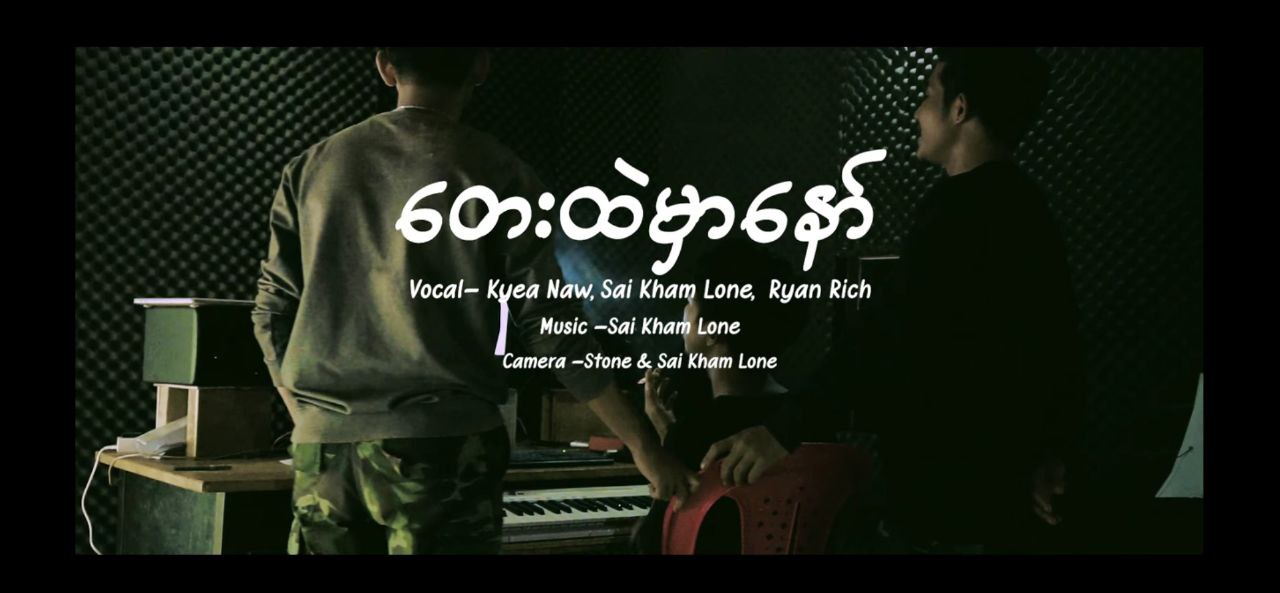 တေးထဲမှာနော်
Vocal– Kyea Naw, Sai Kham Lone, Ryan Rich
Music –Sai Kham Lone
Camera –Stone & Sai Kham Lone